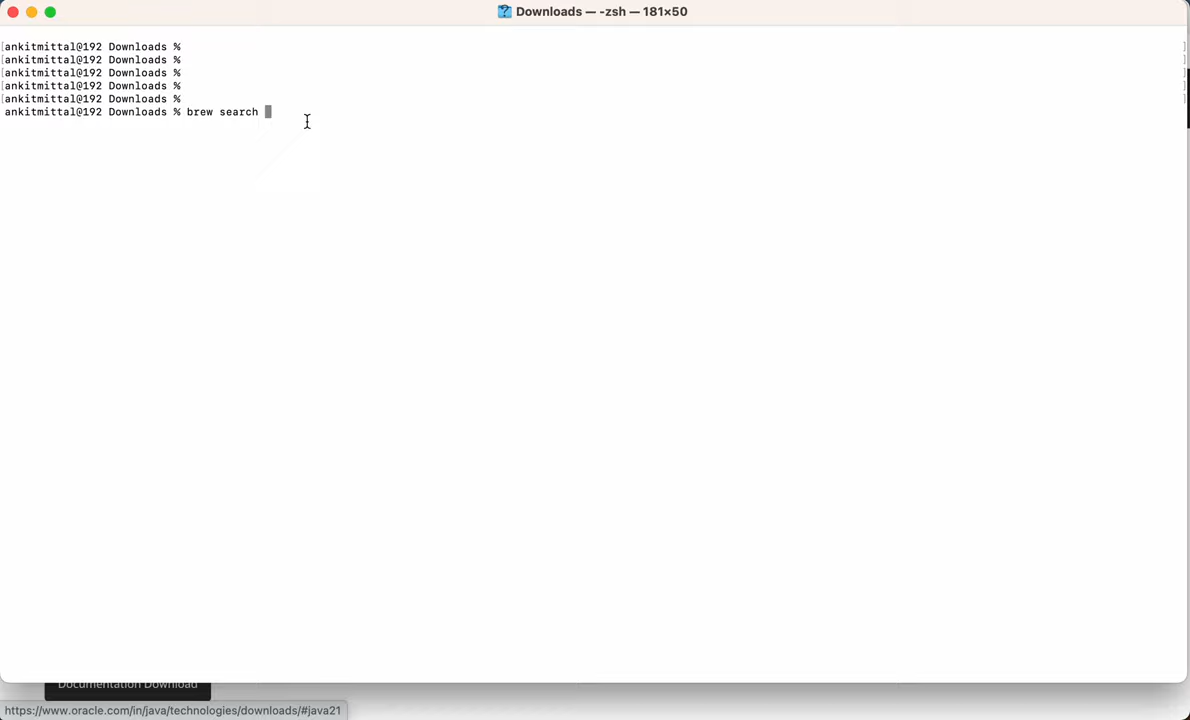 Downloads — -zsh — 181×50
[ankitmittal@192 Downloads % ]
[ankitmittal@192 Downloads % ]
[ankitmittal@192 Downloads % ]
[ankitmittal@192 Downloads % ]
[ankitmittal@192 Downloads % ]
ankitmittal@192 Downloads % brew search
Documentation Download
https://www.oracle.com/in/java/technologies/downloads/#java21